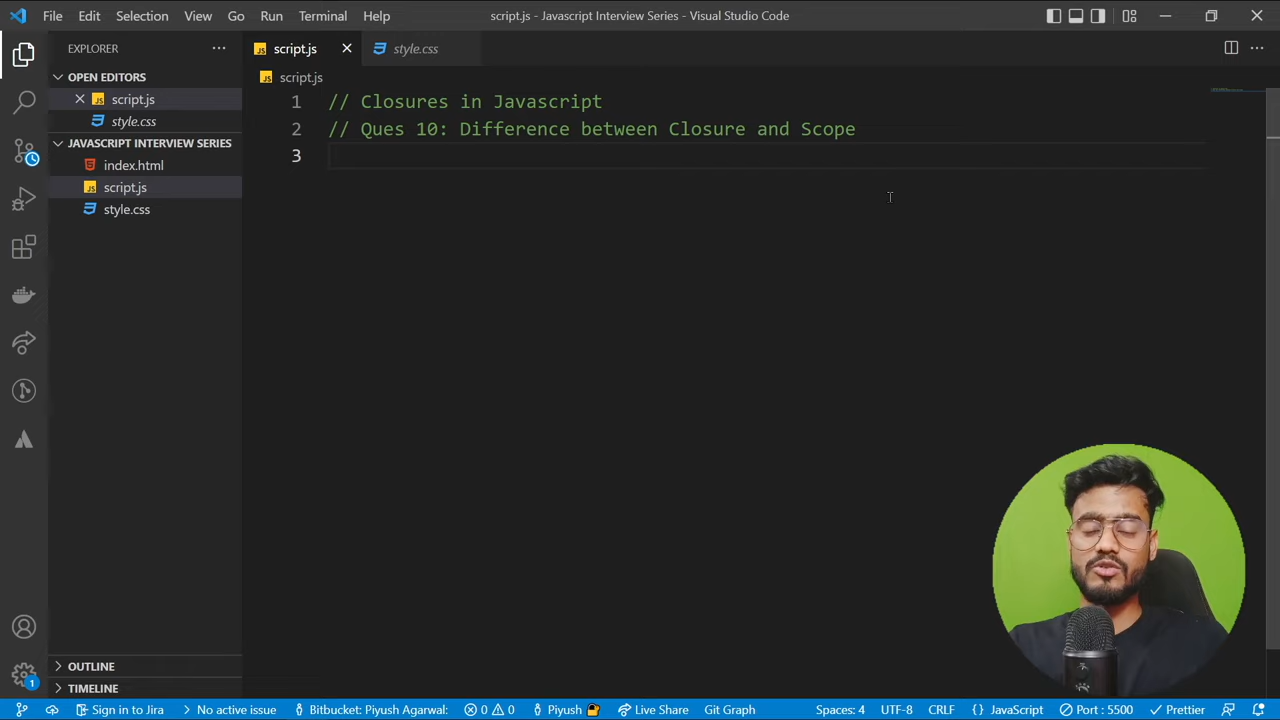 File Edit Selection View Go Run Terminal Help script.js - Javascript Interview Series - Visual Studio Code
EXPLORER
script.js
style.css
OPEN EDITORS
script.js
script.js
style.css
JAVASCRIPT INTERVIEW SERIES
index.html
script.js
style.css
1 // Closures in Javascript
2 // Ques 10: Difference between Closure and Scope
3
OUTLINE
TIMELINE
1
Sign in to Jira No active issue Bitbucket: Piyush Agarwal: 0 0 Piyush Live Share Git Graph Spaces: 4 UTF-8 CRLF {} JavaScript Port : 5500 Prettier